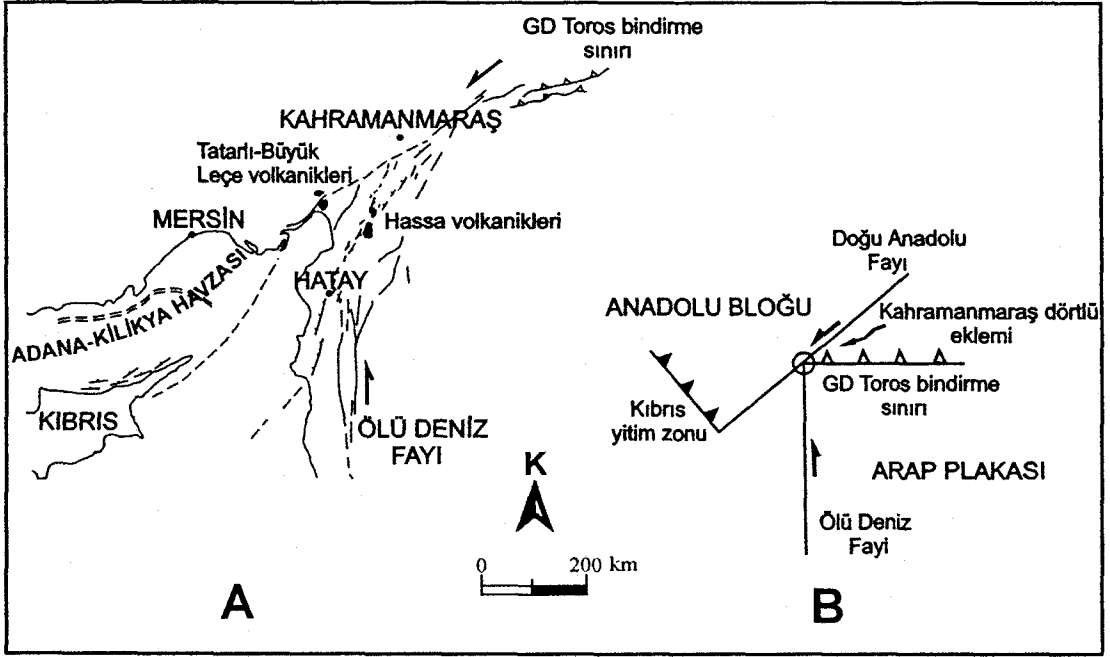 GD Toros bindirme
sınırı
KAHRAMANMARAŞ
Tatarlı-Büyük
Leçe volkanikleri
MERSİN
Hassa volkanikleri
HATAY
ADANA-KİLİKYA HAVZASI
KIBRIS
ÖLÜ DENİZ
FAYI
K
0 200 km
A
Doğu Anadolu
Fayı
ANADOLU BLOĞU
Kahramanmaraş dörtlü
eklemi
GD Toros bindirme
sınırı
Kıbrıs
yitim zonu
ARAP PLAKASI
Ölü Deniz
Fayi
B